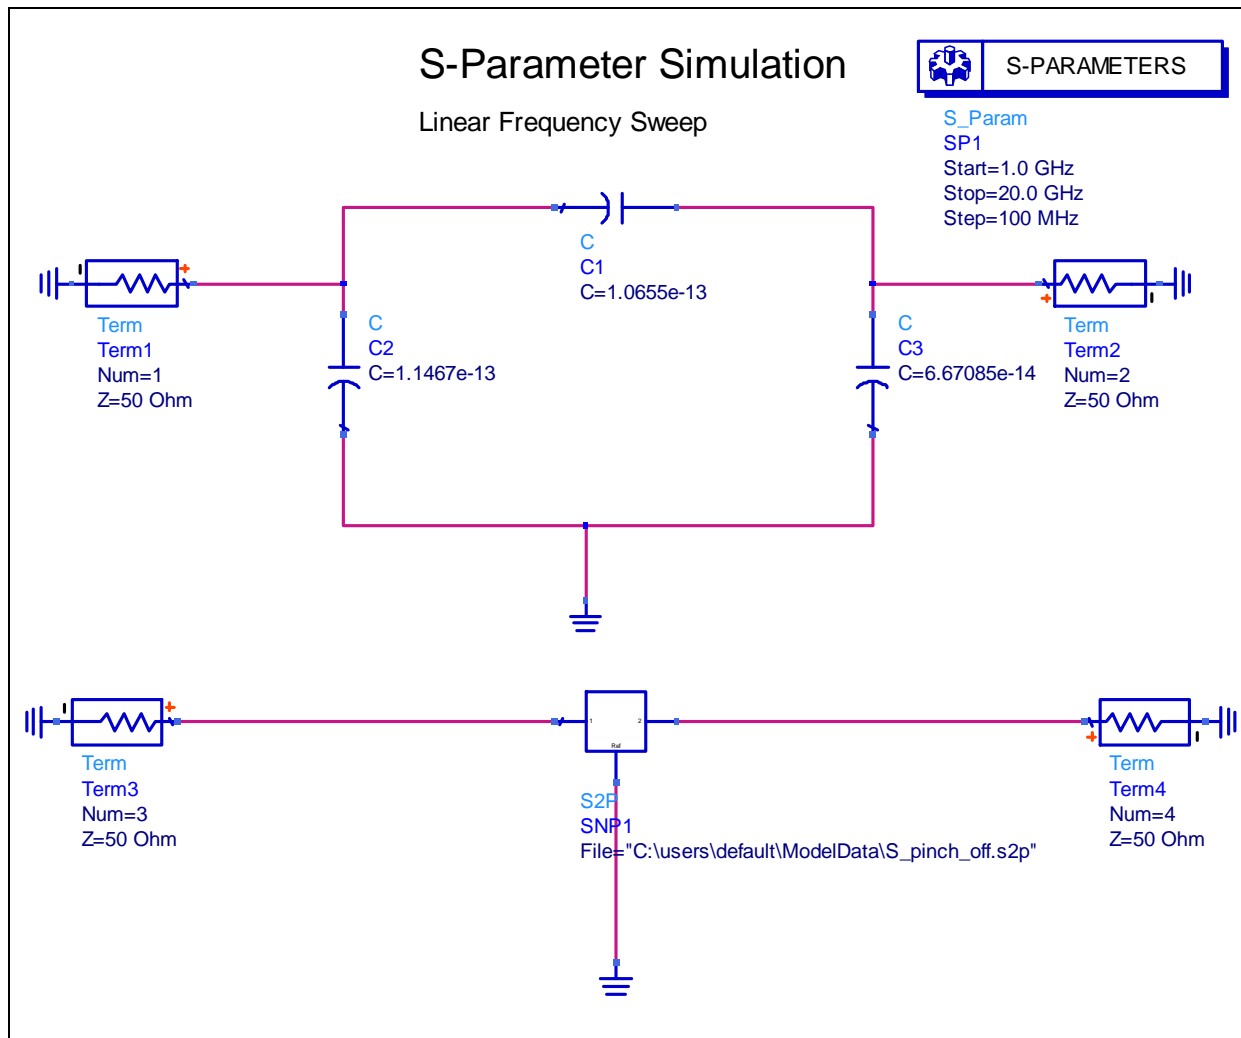 S-Parameter Simulation
Linear Frequency Sweep
S-PARAMETERS
S_Param
SP1
Start=1.0 GHz
Stop=20.0 GHz
Step=100 MHz
C
C1
C=1.0655e-13
Term
Term1
Num=1
Z=50 Ohm
C
C2
C=1.1467e-13
C
C3
C=6.67085e-14
Term
Term2
Num=2
Z=50 Ohm
1
2
Ref
Term
Term3
Num=3
Z=50 Ohm
S2P
SNP1
File="C:\users\default\ModelData\S_pinch_off.s2p"
Term
Term4
Num=4
Z=50 Ohm